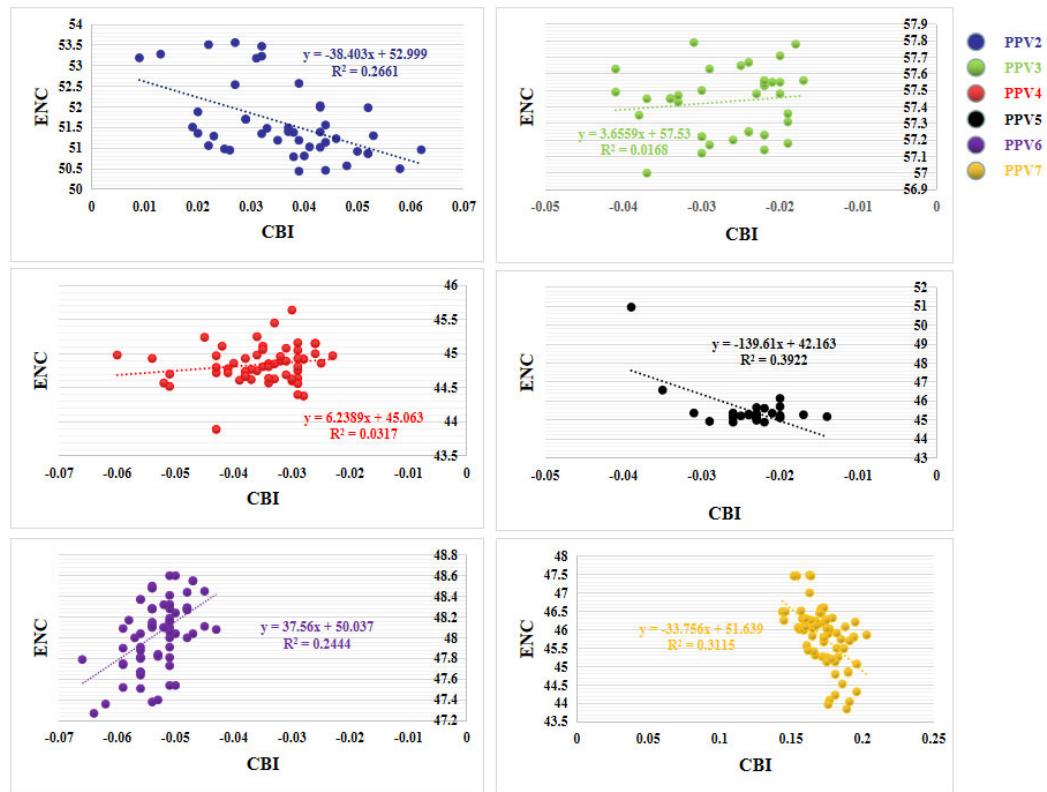 54
53.5
53
52.5
52
51.5
51
50.5
50
ENC
y = -38.403x + 52.999
R² = 0.2661
0 0.01 0.02 0.03 0.04 0.05 0.06 0.07
CBI
57.9
57.8
57.7
57.6
57.5
57.4
57.3
57.2
57.1
57
56.9
ENC
y = 3.6559x + 57.53
R² = 0.0168
-0.05 -0.04 -0.03 -0.02 -0.01 0
CBI
PPV2
PPV3
PPV4
PPV5
PPV6
PPV7
46
45.5
45
44.5
44
43.5
ENC
y = 6.2389x + 45.063
R² = 0.0317
-0.07 -0.06 -0.05 -0.04 -0.03 -0.02 -0.01 0
CBI
52
51
50
49
48
47
46
45
44
43
ENC
y = -139.61x + 42.163
R² = 0.3922
-0.05 -0.04 -0.03 -0.02 -0.01 0
CBI
48.8
48.6
48.4
48.2
48
47.8
47.6
47.4
47.2
ENC
y = 37.56x + 50.037
R² = 0.2444
-0.07 -0.06 -0.05 -0.04 -0.03 -0.02 -0.01 0
CBI
48
47.5
47
46.5
46
45.5
45
44.5
44
43.5
ENC
y = -33.756x + 51.639
R² = 0.3115
0 0.05 0.1 0.15 0.2 0.25
CBI